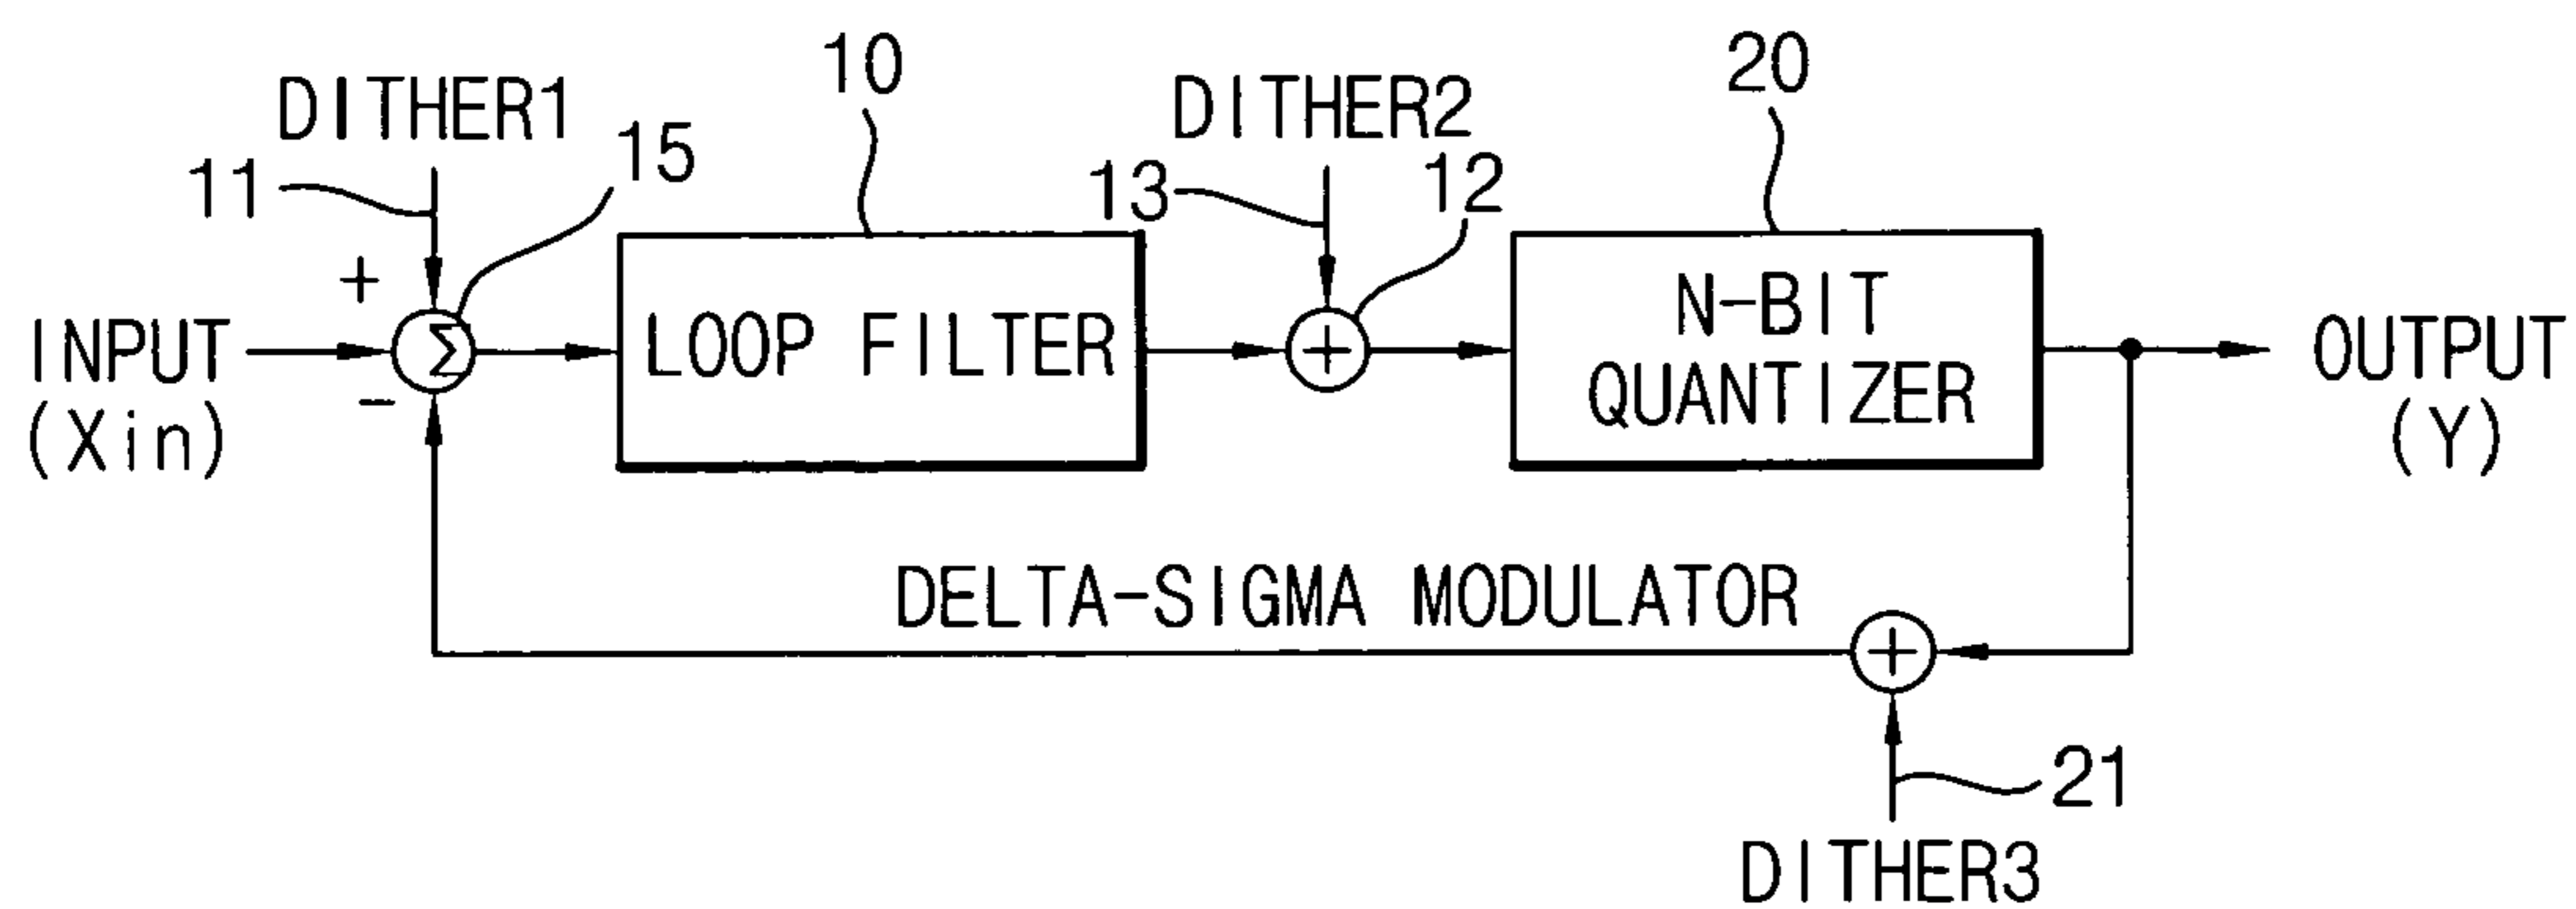 DITHER1
10
DITHER2
20
11
15
13
12
+
INPUT
(Xin)
Σ
-
LOOP FILTER
+
N-BIT
QUANTIZER
OUTPUT
(Y)
DELTA-SIGMA MODULATOR
+
21
DITHER3